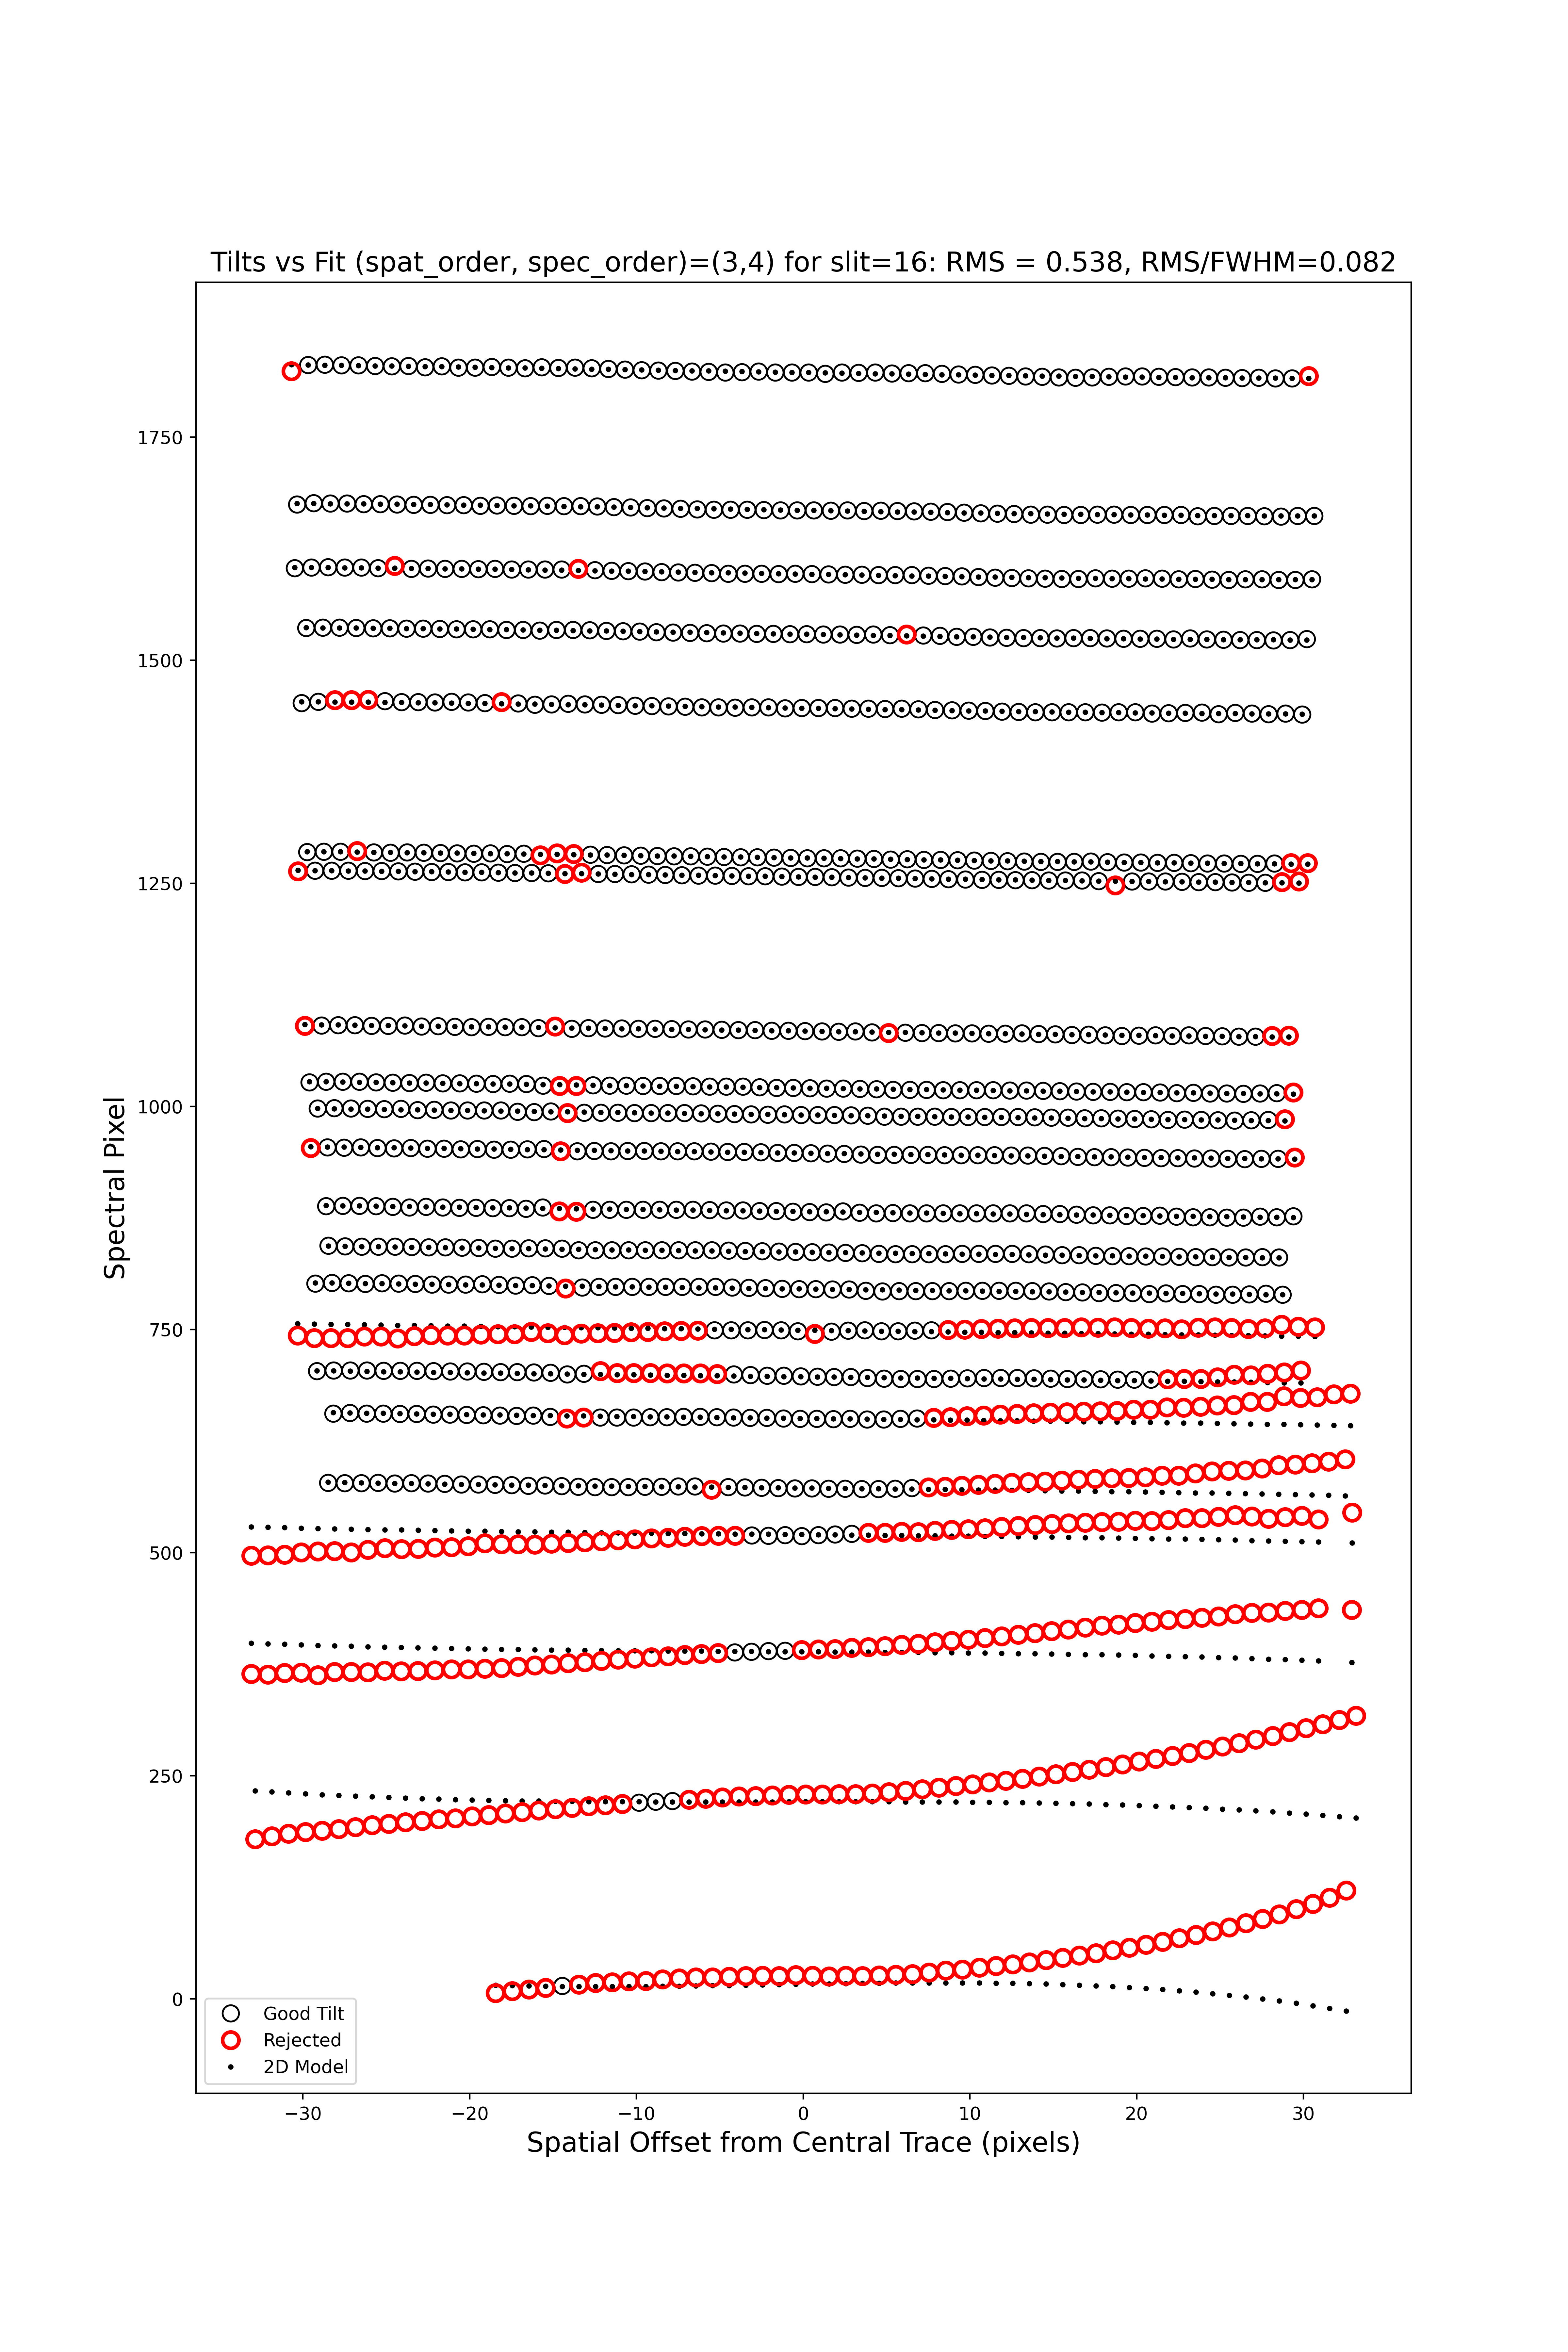 Tilts vs Fit (spat_order, spec_order)=(3,4) for slit=16: RMS = 0.538, RMS/FWHM=0.082
1750
1500
1250
1000
750
500
250
0
Spectral Pixel
Good Tilt
Rejected
2D Model
−30 −20 −10 0 10 20 30
Spatial Offset from Central Trace (pixels)